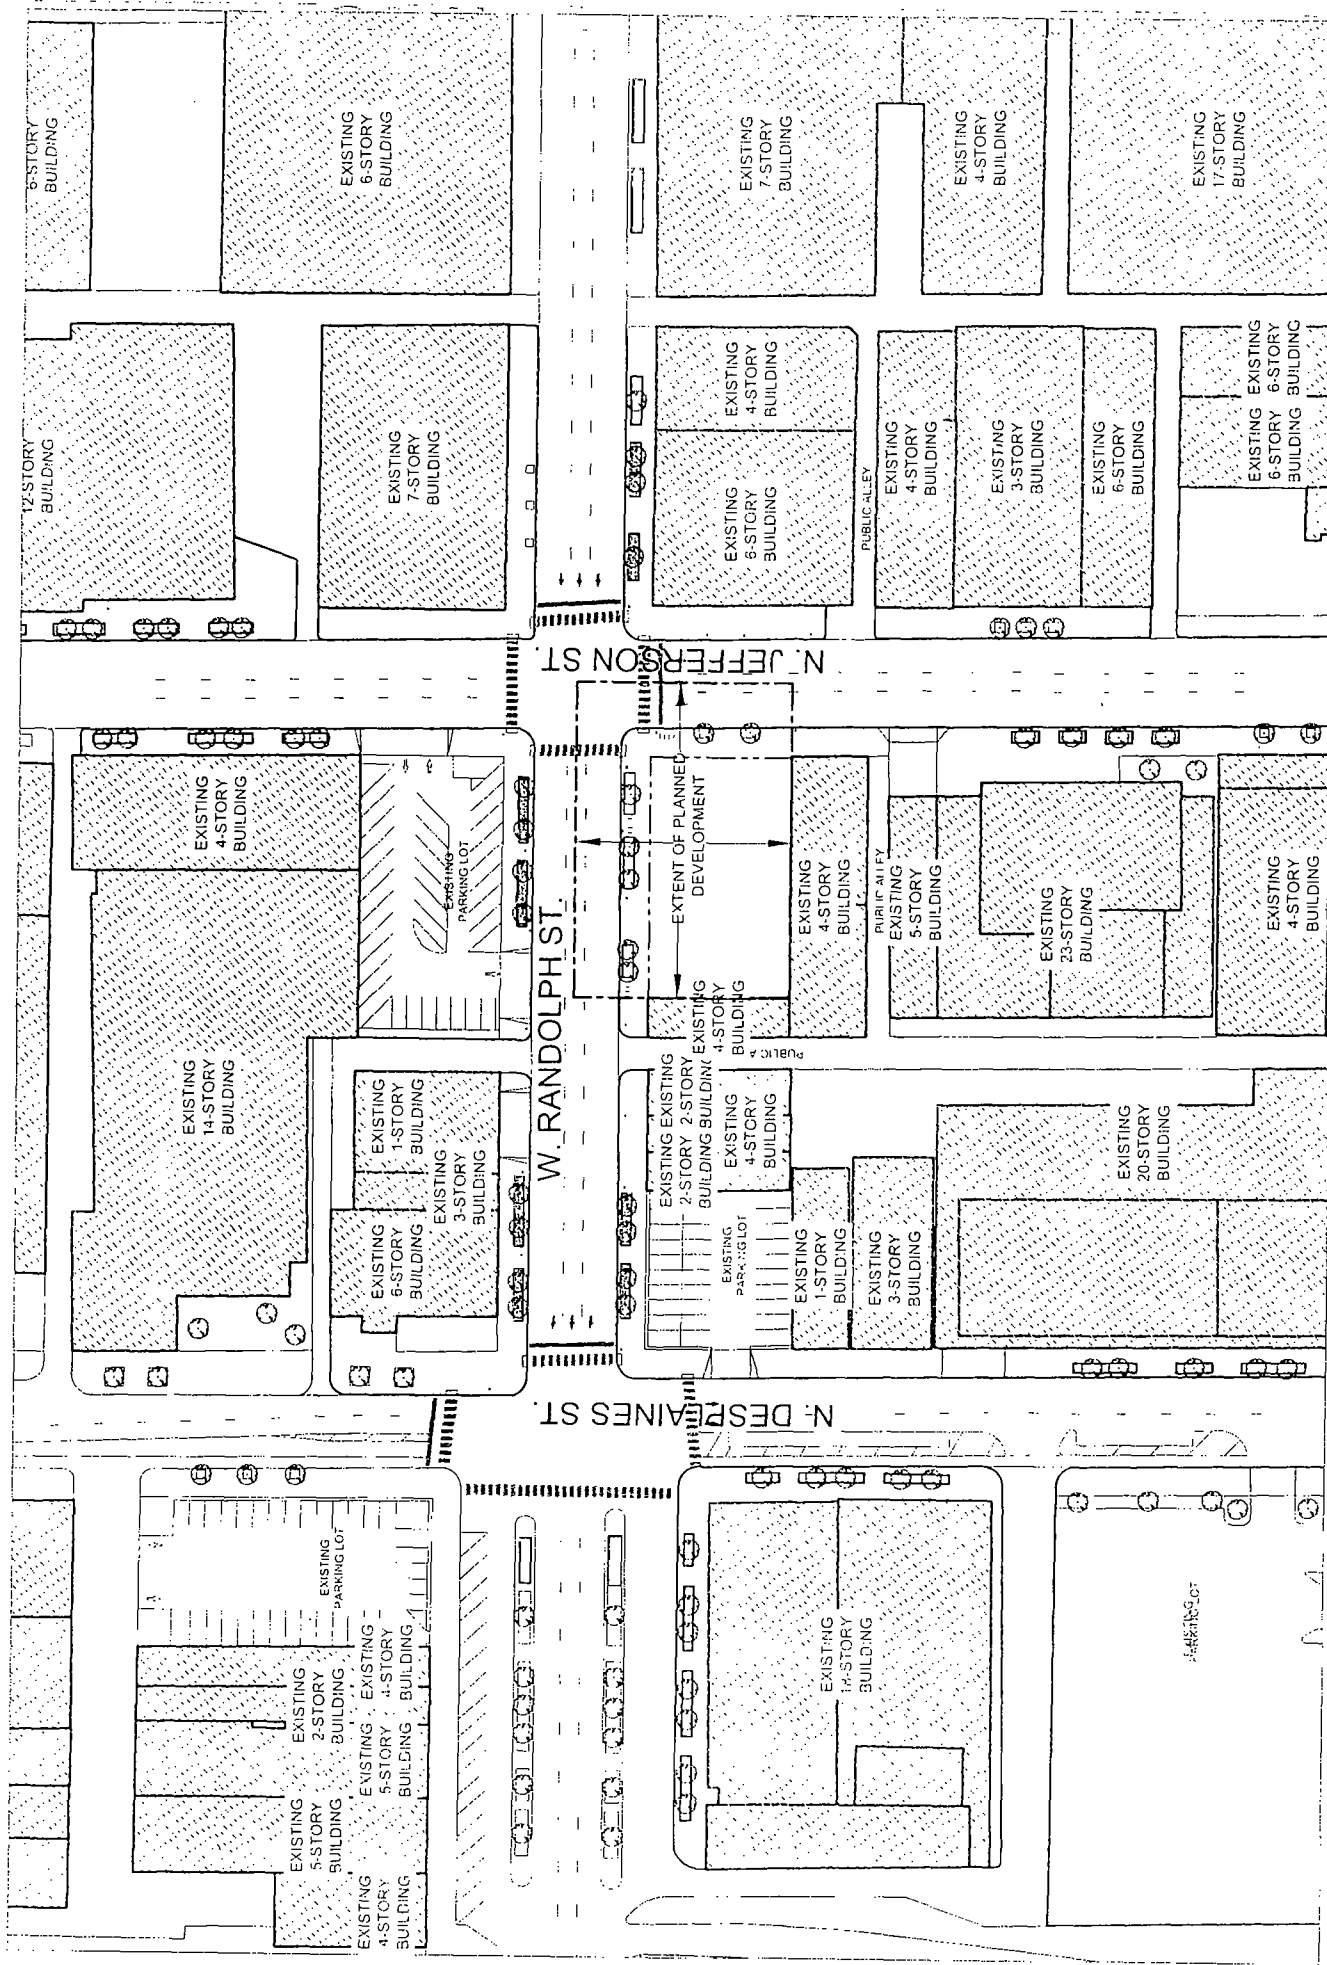 12-STORY
BUILDING
6-STORY
BUILDING
EXISTING
14-STORY
BUILDING
EXISTING
4-STORY
BUILDING
EXISTING
2-STORY
BUILDING
EXISTING
5-STORY
BUILDING
EXISTING
PARKING LOT
EXISTING
4-STORY
BUILDING
EXISTING
5-STORY
BUILDING
EXISTING
4-STORY
BUILDING
EXISTING
6-STORY
BUILDING
EXISTING
1-STORY
BUILDING
EXISTING
3-STORY
BUILDING
EXISTING
PARKING LOT
EXISTING
7-STORY
BUILDING
EXISTING
6-STORY
BUILDING
W. RANDOLPH ST.
N. DESPLAINES ST.
N. JEFFERSON ST.
EXTENT OF PLANNED
DEVELOPMENT
EXISTING
2-STORY
BUILDING
EXISTING
2-STORY
BUILDING
EXISTING
4-STORY
BUILDING
EXISTING
4-STORY
BUILDING
EXISTING
PARKING LOT
PUBLIC A
EXISTING
6-STORY
BUILDING
EXISTING
4-STORY
BUILDING
EXISTING
7-STORY
BUILDING
EXISTING
BUILDING
EXISTING
1-STORY
BUILDING
EXISTING
3-STORY
BUILDING
EXISTING
4-STORY
BUILDING
PUBLIC ALLEY
PUBLIC ALLEY
EXISTING
5-STORY
BUILDING
EXISTING
4-STORY
BUILDING
EXISTING
4-STORY
BUILDING
EXISTING
3-STORY
BUILDING
EXISTING
23-STORY
BUILDING
EXISTING
20-STORY
BUILDING
EXISTING
6-STORY
BUILDING
PARKING LOT
EXISTING
17-STORY
BUILDING
EXISTING
4-STORY
BUILDING
EXISTING
6-STORY
BUILDING
EXISTING
6-STORY
BUILDING